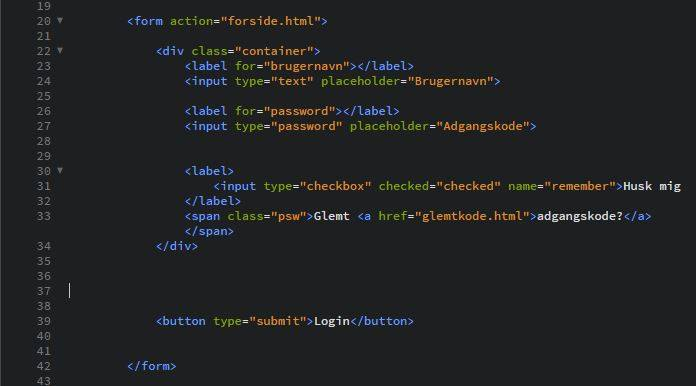 19
20 <form action="forside.html">
21
22 <div class="container">
23 <label for="brugernavn"></label>
24 <input type="text" placeholder="Brugernavn">
25
26 <label for="password"></label>
27 <input type="password" placeholder="Adgangskode">
28
29
30 <label>
31 <input type="checkbox" checked="checked" name="remember">Husk mig
32 </label>
33 <span class="psw">Glemt <a href="glemtkode.html">adgangskode?</a>
</span>
34 </div>
35
36
37
38
39 <button type="submit">Login</button>
40
41
42 </form>
43